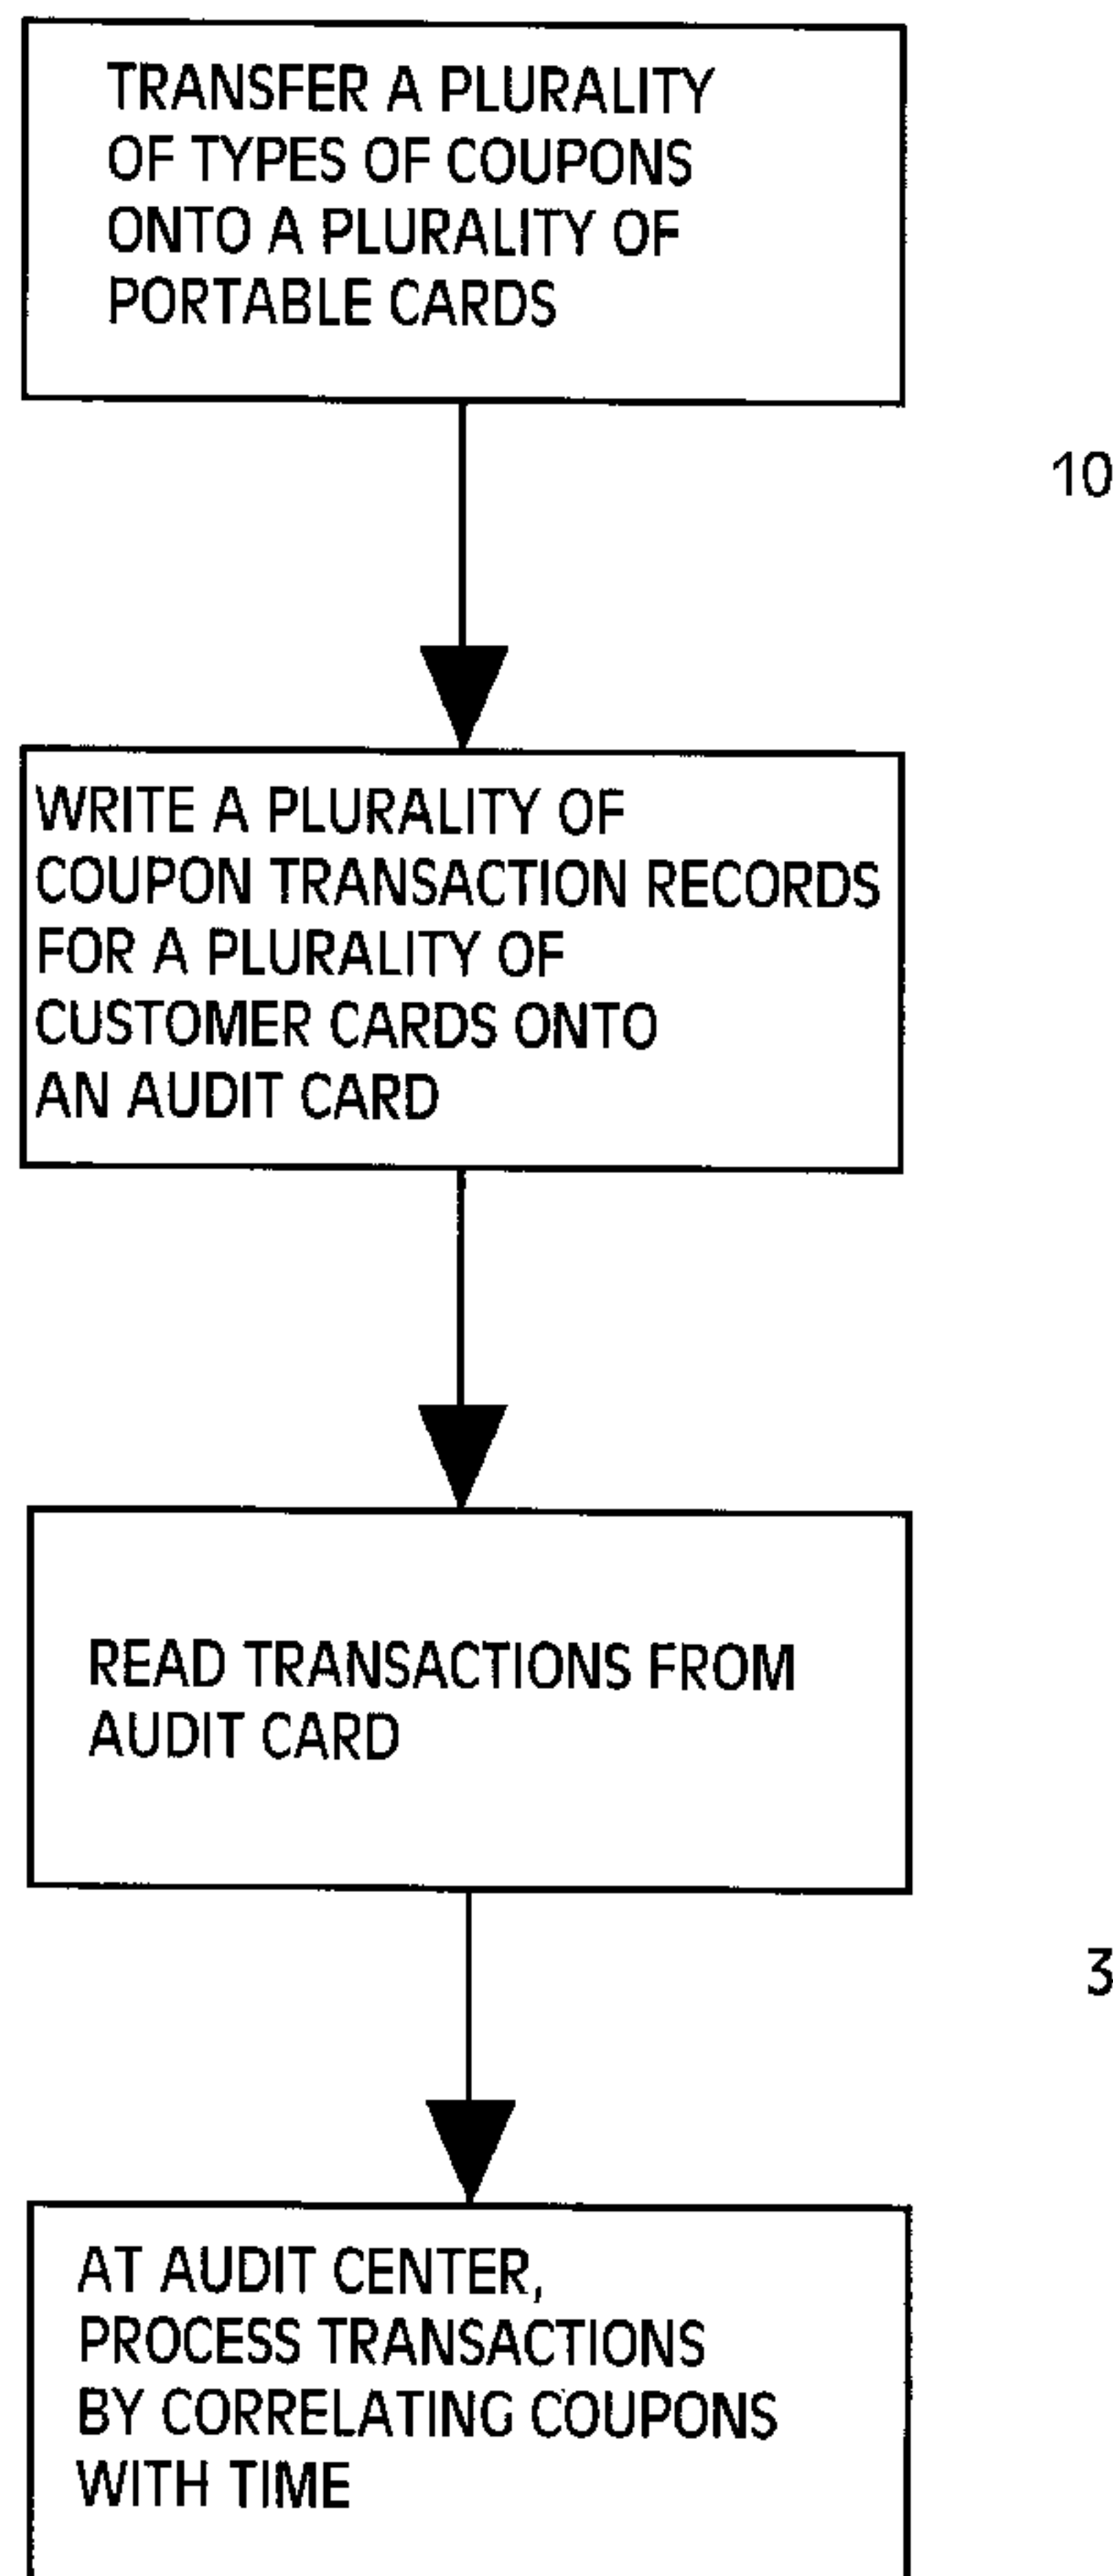 TRANSFER A PLURALITY
OF TYPES OF COUPONS
ONTO A PLURALITY OF
PORTABLE CARDS
10
WRITE A PLURALITY OF
COUPON TRANSACTION RECORDS
FOR A PLURALITY OF
CUSTOMER CARDS ONTO
AN AUDIT CARD
READ TRANSACTIONS FROM
AUDIT CARD
3
AT AUDIT CENTER,
PROCESS TRANSACTIONS
BY CORRELATING COUPONS
WITH TIME